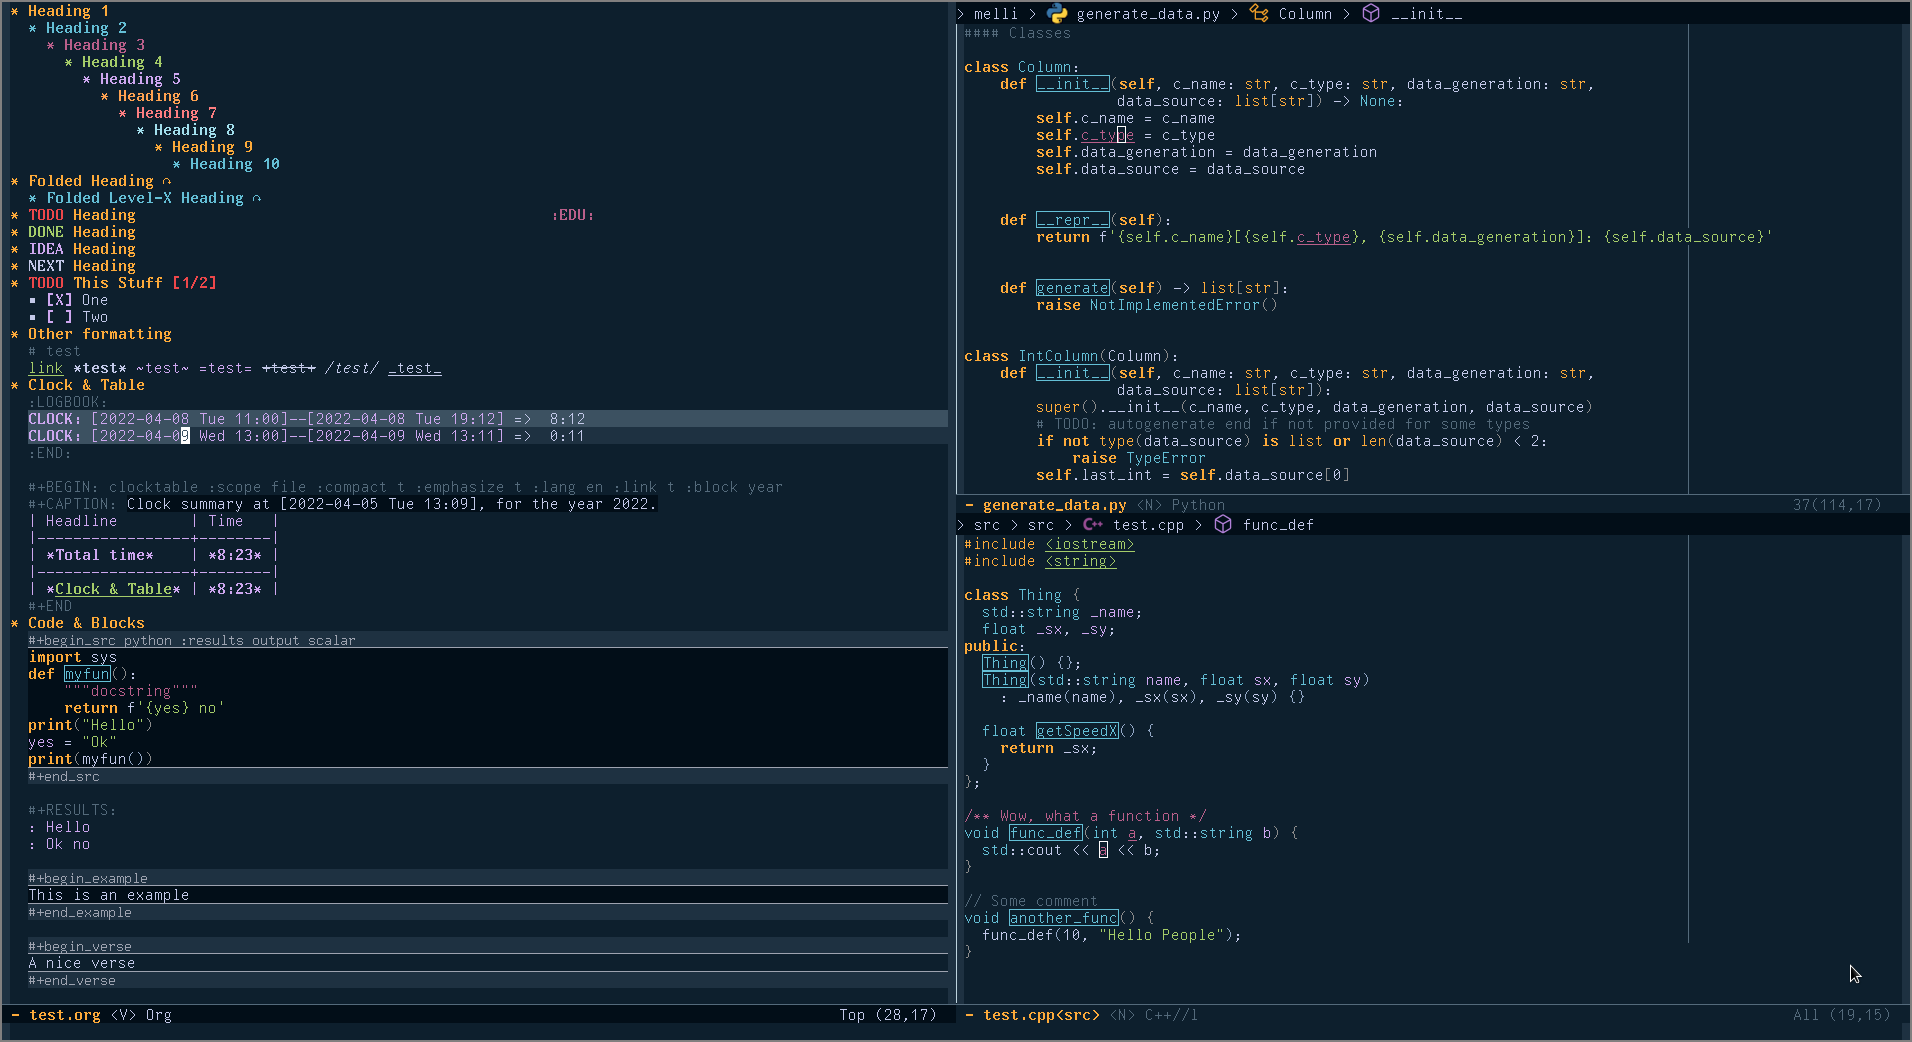 * Heading 1
* Heading 2
* Heading 3
* Heading 4
* Heading 5
* Heading 6
* Heading 7
* Heading 8
* Heading 9
* Heading 10
* Folded Heading
* Folded Level-X Heading
* TODO Heading :EDU:
* DONE Heading
* IDEA Heading
* NEXT Heading
* TODO This Stuff [1/2]
▪ [X] One
▪ [ ] Two
* Other formatting
# test
link *test* ~test~ =test= +test+ /test/ _test_
* Clock & Table
:LOGBOOK:
CLOCK: [2022-04-08 Tue 11:00]--[2022-04-08 Tue 19:12] =>  8:12
CLOCK: [2022-04-09 Wed 13:00]--[2022-04-09 Wed 13:11] =>  0:11
:END:
#+BEGIN: clocktable :scope file :compact t :emphasize t :lang en :link t :block year
#+CAPTION: Clock summary at [2022-04-05 Tue 13:09], for the year 2022.
| Headline        | Time   |
|-----------------+--------|
| *Total time*    | *8:23* |
|-----------------+--------|
| *Clock & Table* | *8:23* |
#+END
* Code & Blocks
#+begin_src python :results output scalar
import sys
def myfun():
    """docstring"""
    return f'{yes} no'
print("Hello")
yes = "Ok"
print(myfun())
#+end_src
#+RESULTS:
: Hello
: Ok no
#+begin_example
This is an example
#+end_example
#+begin_verse
A nice verse
#+end_verse
- test.org <V> Org Top (28,17)
> melli > generate_data.py > Column > __init__
#### Classes
class Column:
    def __init__(self, c_name: str, c_type: str, data_generation: str,
                 data_source: list[str]) -> None:
        self.c_name = c_name
        self.c_type = c_type
        self.data_generation = data_generation
        self.data_source = data_source
    def __repr__(self):
        return f'{self.c_name}[{self.c_type}, {self.data_generation}]: {self.data_source}'
    def generate(self) -> list[str]:
        raise NotImplementedError()
class IntColumn(Column):
    def __init__(self, c_name: str, c_type: str, data_generation: str,
                 data_source: list[str]):
        super().__init__(c_name, c_type, data_generation, data_source)
        # TODO: autogenerate end if not provided for some types
        if not type(data_source) is list or len(data_source) < 2:
            raise TypeError
        self.last_int = self.data_source[0]
- generate_data.py <N> Python 37(114,17)
> src > src > C++ test.cpp > func_def
#include <iostream>
#include <string>
class Thing {
  std::string _name;
  float _sx, _sy;
public:
  Thing() {};
  Thing(std::string name, float sx, float sy)
    : _name(name), _sx(sx), _sy(sy) {}
  float getSpeedX() {
    return _sx;
  }
};
/** Wow, what a function */
void func_def(int a, std::string b) {
  std::cout << a << b;
}
// Some comment
void another_func() {
  func_def(10, "Hello People");
}
- test.cpp<src> <N> C++//l All (19,15)